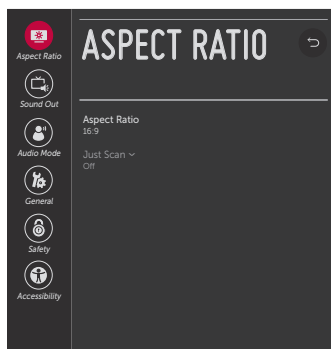 Aspect Ratio
Sound Out
Audio Mode
General
Safety
Accessibility
ASPECT RATIO
Aspect Ratio
16:9
Just Scan
Off